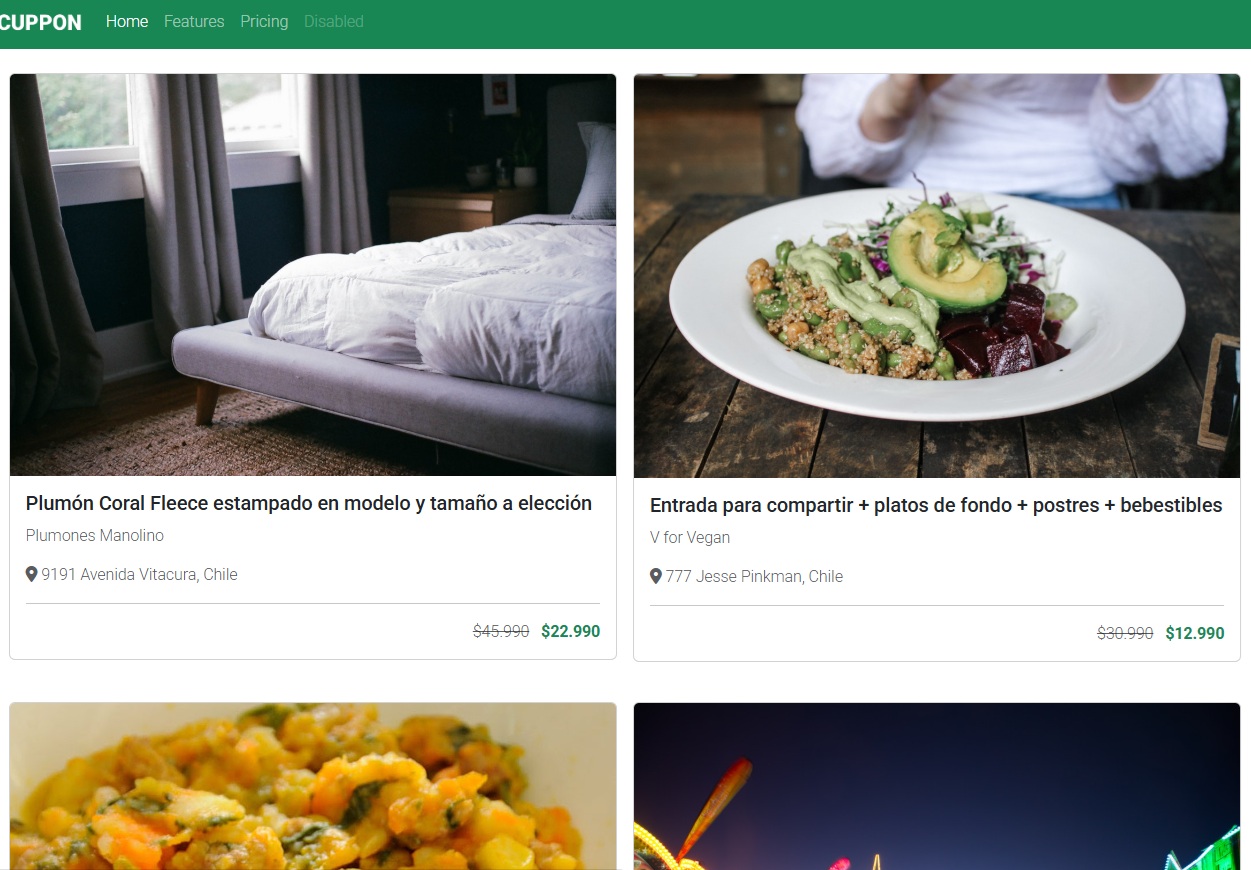 CUPPON Home Features Pricing Disabled
Plumón Coral Fleece estampado en modelo y tamaño a elección
Plumones Manolino
9191 Avenida Vitacura, Chile
$45.990 $22.990
Entrada para compartir + platos de fondo + postres + bebestibles
V for Vegan
777 Jesse Pinkman, Chile
$30.990 $12.990